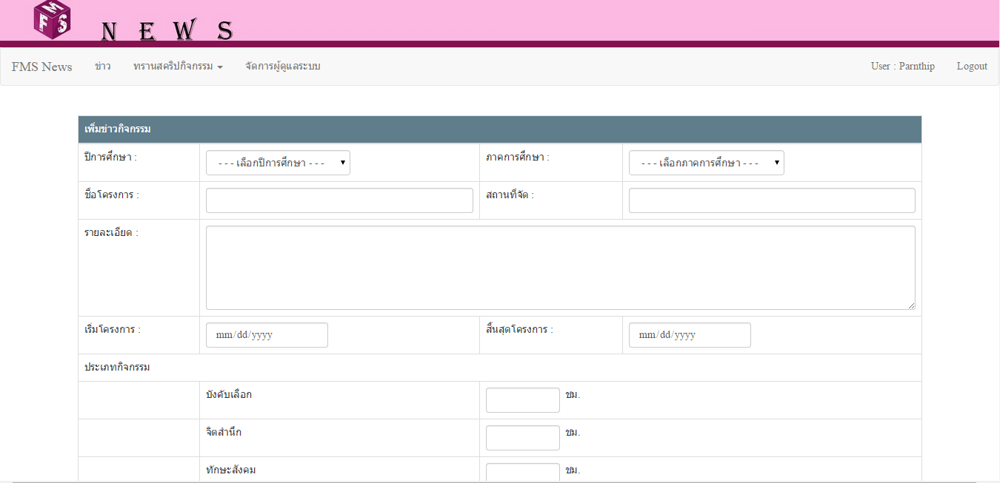 FMS
N E W S
FMS News ข่าว ทรานสคริปกิจกรรม จัดการผู้ดูแลระบบ User : Parnthip Logout
เพิ่มข่าวกิจกรรม
ปีการศึกษา : - - - เลือกปีการศึกษา - - - ภาคการศึกษา : - - - เลือกภาคการศึกษา - - -
ชื่อโครงการ : สถานที่จัด :
รายละเอียด :
เริ่มโครงการ : mm/dd/yyyy สิ้นสุดโครงการ : mm/dd/yyyy
ประเภทกิจกรรม
บังคับเลือก ชม.
จิตสำนึก ชม.
ทักษะสังคม ชม.